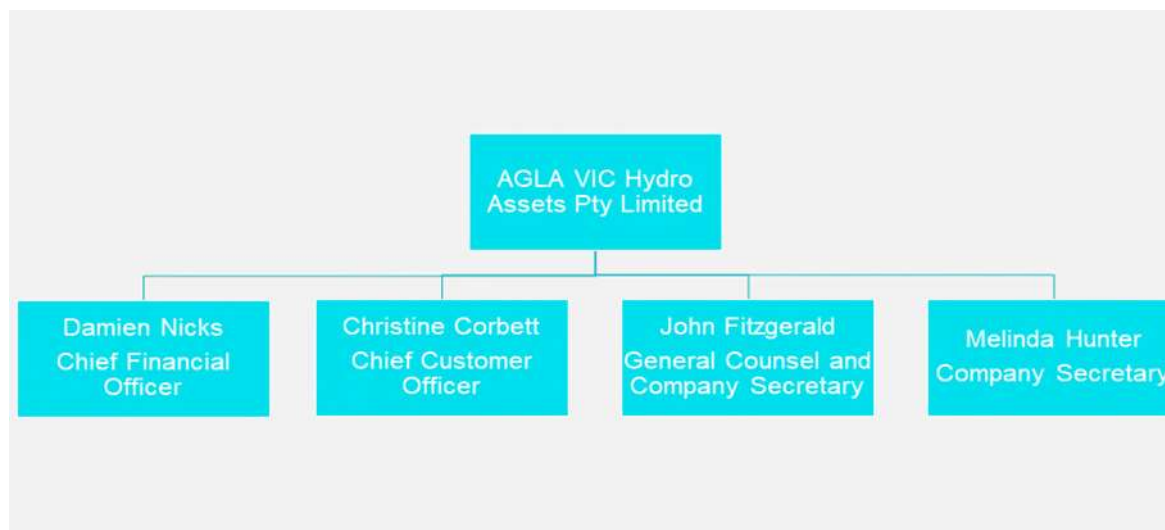 AGLA VIC Hydro
Assets Pty Limited
Damien Nicks
Chief Financial
Officer
Christine Corbett
Chief Customer
Officer
John Fitzgerald
General Counsel and
Company Secretary
Melinda Hunter
Company Secretary